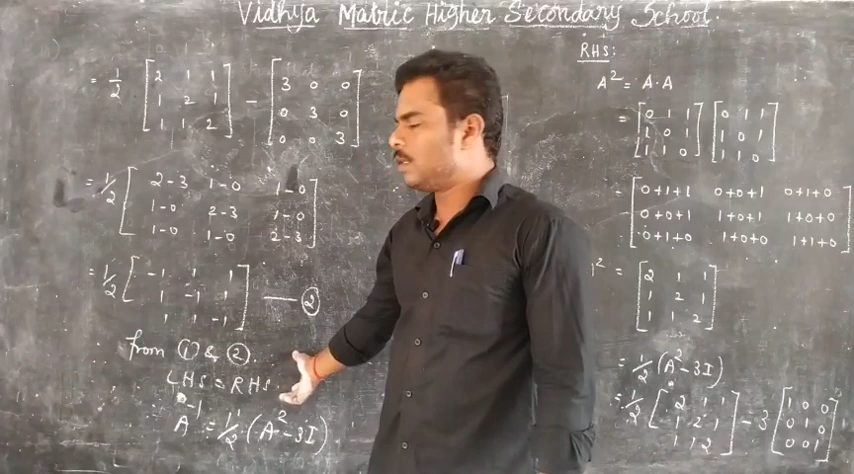 Vidhya Matric Higher Secondary School.
= 1/2 [ 2 1 1 ] - [ 3 0 0 ]
1 2 1   0 3 0
1 1 2   0 0 3
= 1/2 [ 2-3 1-0 1-0 ]
1-0 2-3 1-0
1-0 1-0 2-3
= 1/2 [ -1 1 1 ]
1 -1 1 — ②
1 1 -1
from ① & ②.
LHS = RHS
A⁻¹ = 1/2 (A² - 3I)
RHS:
A² = A·A
= [ 0 1 1 ] [ 0 1 1 ]
1 0 1   1 0 1
1 1 0   1 1 0
= [ 0+1+1 0+0+1 0+1+0 ]
0+0+1 1+0+1 1+0+0
0+1+0 1+0+0 1+1+0
² = [ 2 1 1 ]
1 2 1
1 1 2
= 1/2 (A² - 3I)
= 1/2 [ 2 1 1 ] - 3 [ 1 0 0 ]
1 2 1   0 1 0
1 1 2   0 0 1